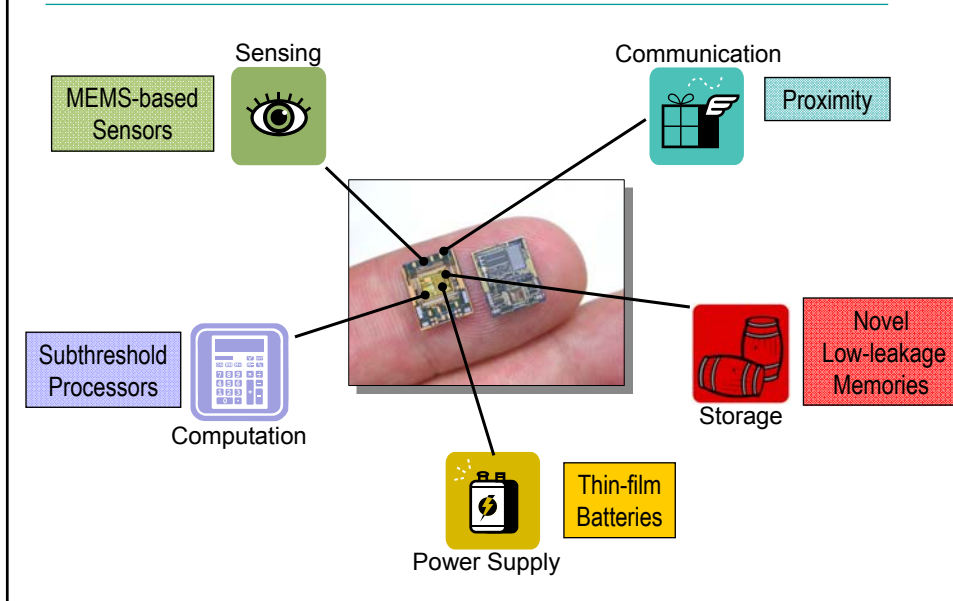 Sensing
MEMS-based
Sensors
Communication
Proximity
Subthreshold
Processors
Computation
Novel
Low-leakage
Memories
Storage
Thin-film
Batteries
Power Supply